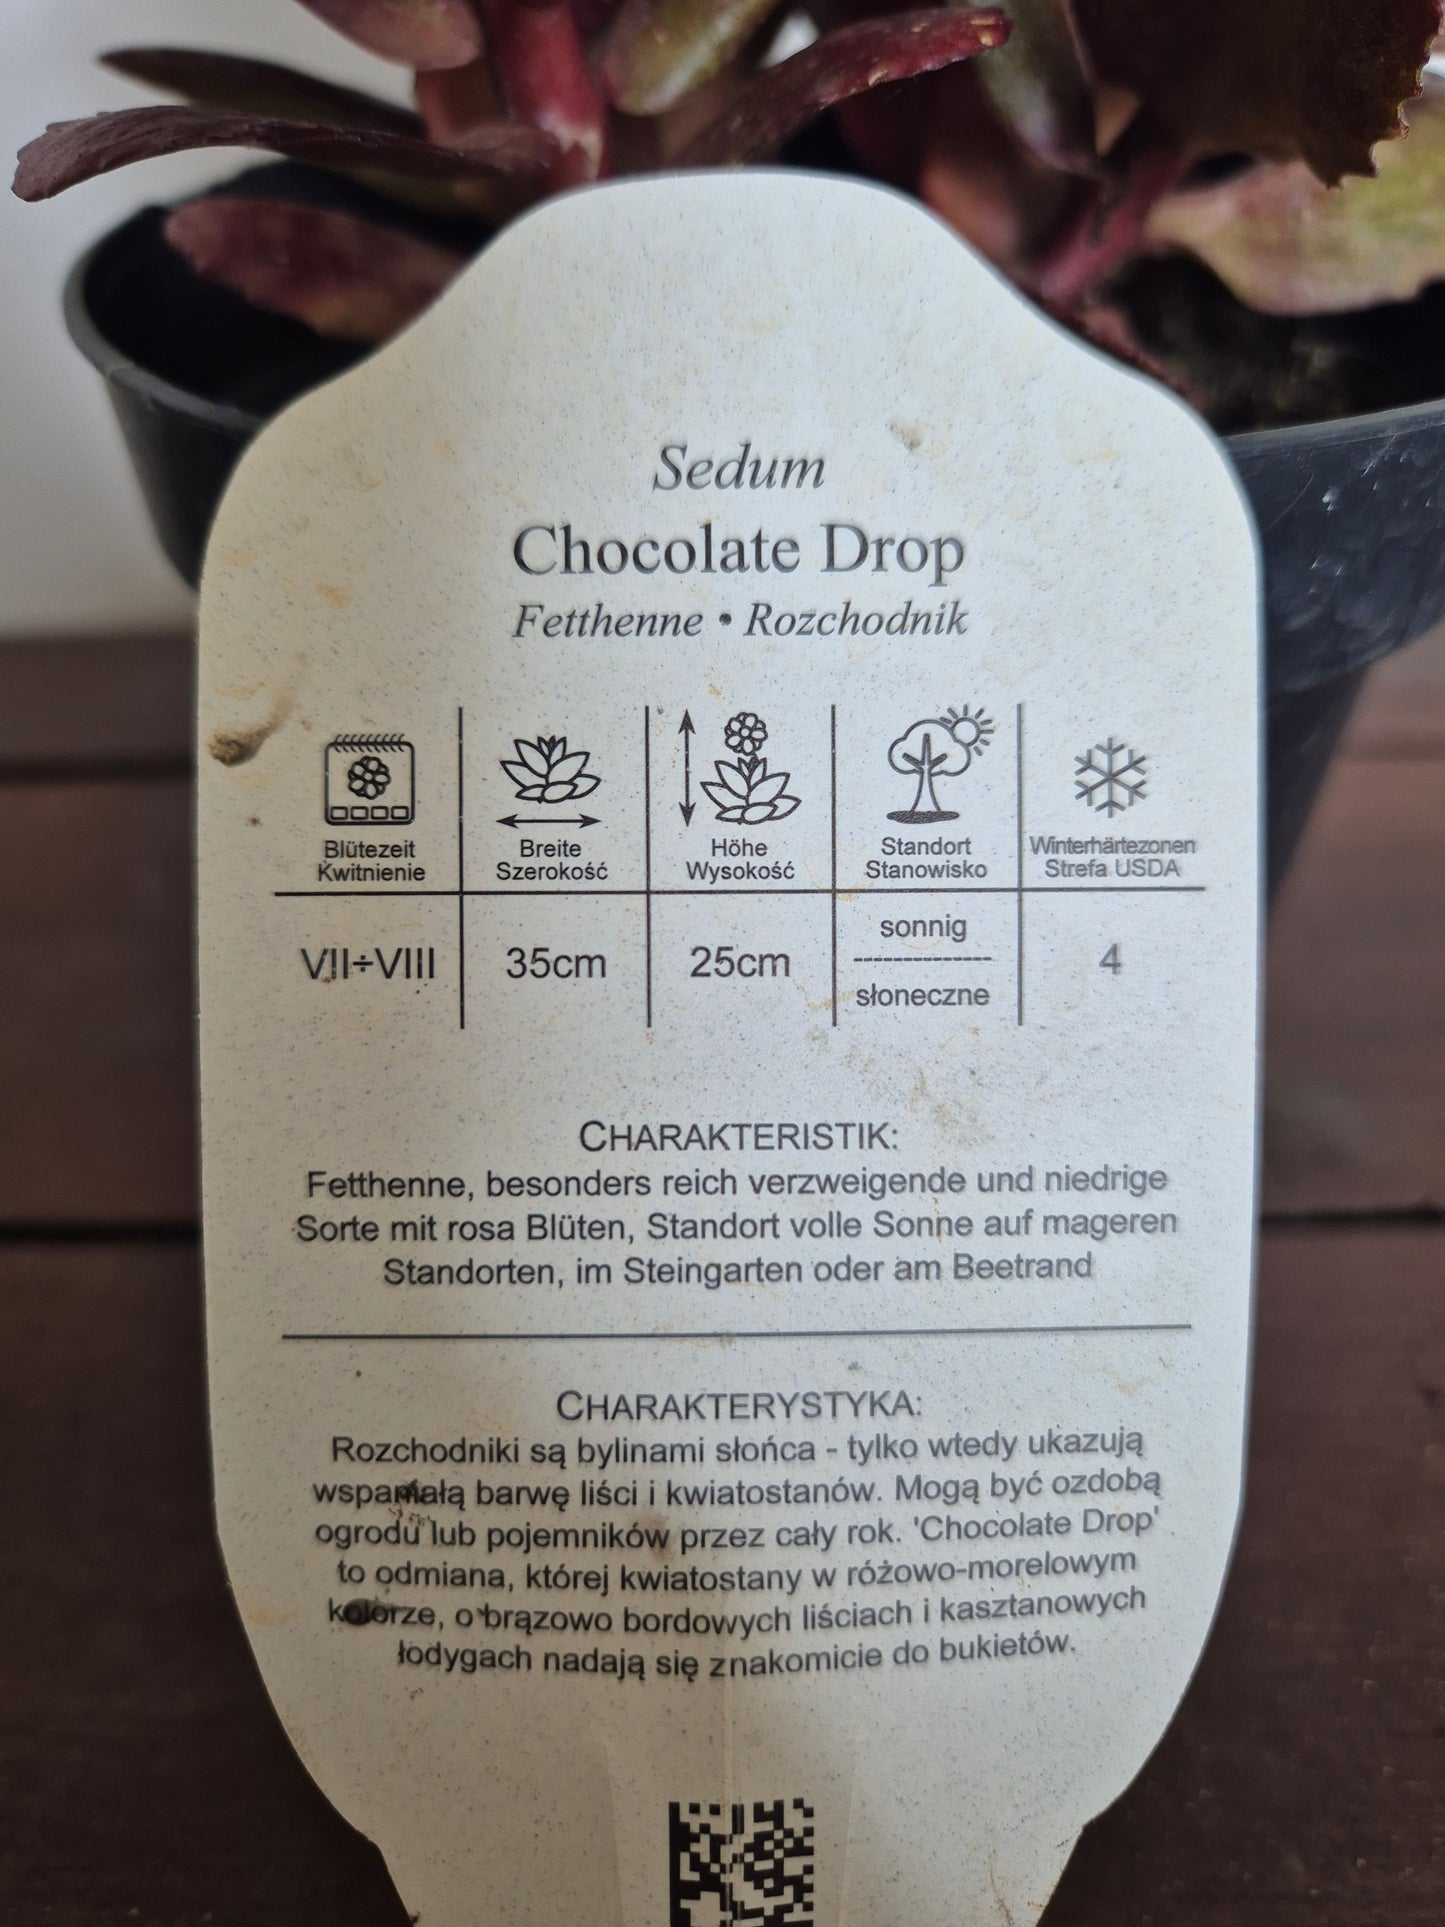 Sedum
Chocolate Drop
Fetthenne • Rozchodnik
Blütezeit
Kwitnienie
Breite
Szerokość
Höhe
Wysokość
Standort
Stanowisko
Winterhärtezonen
Strefa USDA
VII÷VIII
35cm
25cm
sonnig
słoneczne
4
CHARAKTERISTIK:
Fetthenne, besonders reich verzweigende und niedrige
Sorte mit rosa Blüten, Standort volle Sonne auf mageren
Standorten, im Steingarten oder am Beetrand
CHARAKTERYSTYKA:
Rozchodniki są bylinami słońca - tylko wtedy ukazują
wspaniałą barwę liści i kwiatostanów. Mogą być ozdobą
ogrodu lub pojemników przez cały rok. 'Chocolate Drop'
to odmiana, której kwiatostany w różowo-morelowym
kolorze, o brązowo bordowych liściach i kasztanowych
łodygach nadają się znakomicie do bukietów.